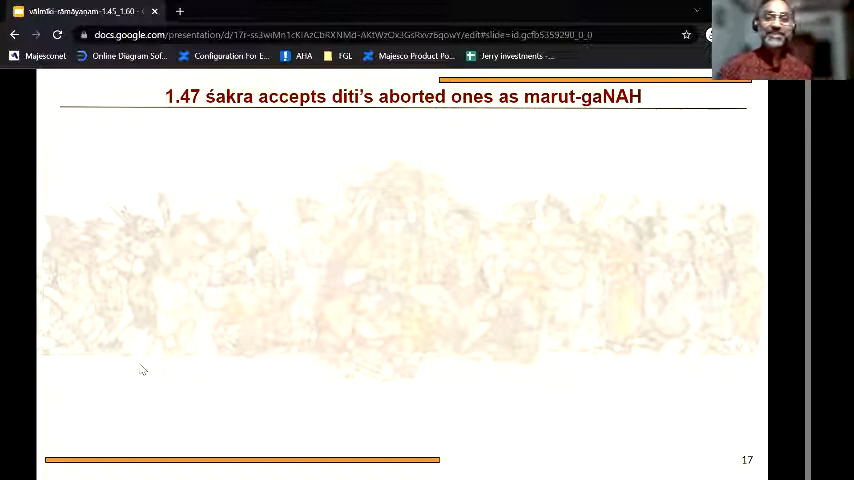 vālmīki-rāmāyaṇam-1.45_1.60 -
docs.google.com/presentation/d/17r-ss3wiMn1cKIAzCbRXNMd-AKtWzOx3GsRxvz6qowY/edit#slide=id.gcfb5359290_0_0
Majesconet
Online Diagram Sof...
Configuration For E...
AHA
FGL
Majesco Product Po...
Jerry investments -...
1.47 śakra accepts diti's aborted ones as marut-gaNAH
17